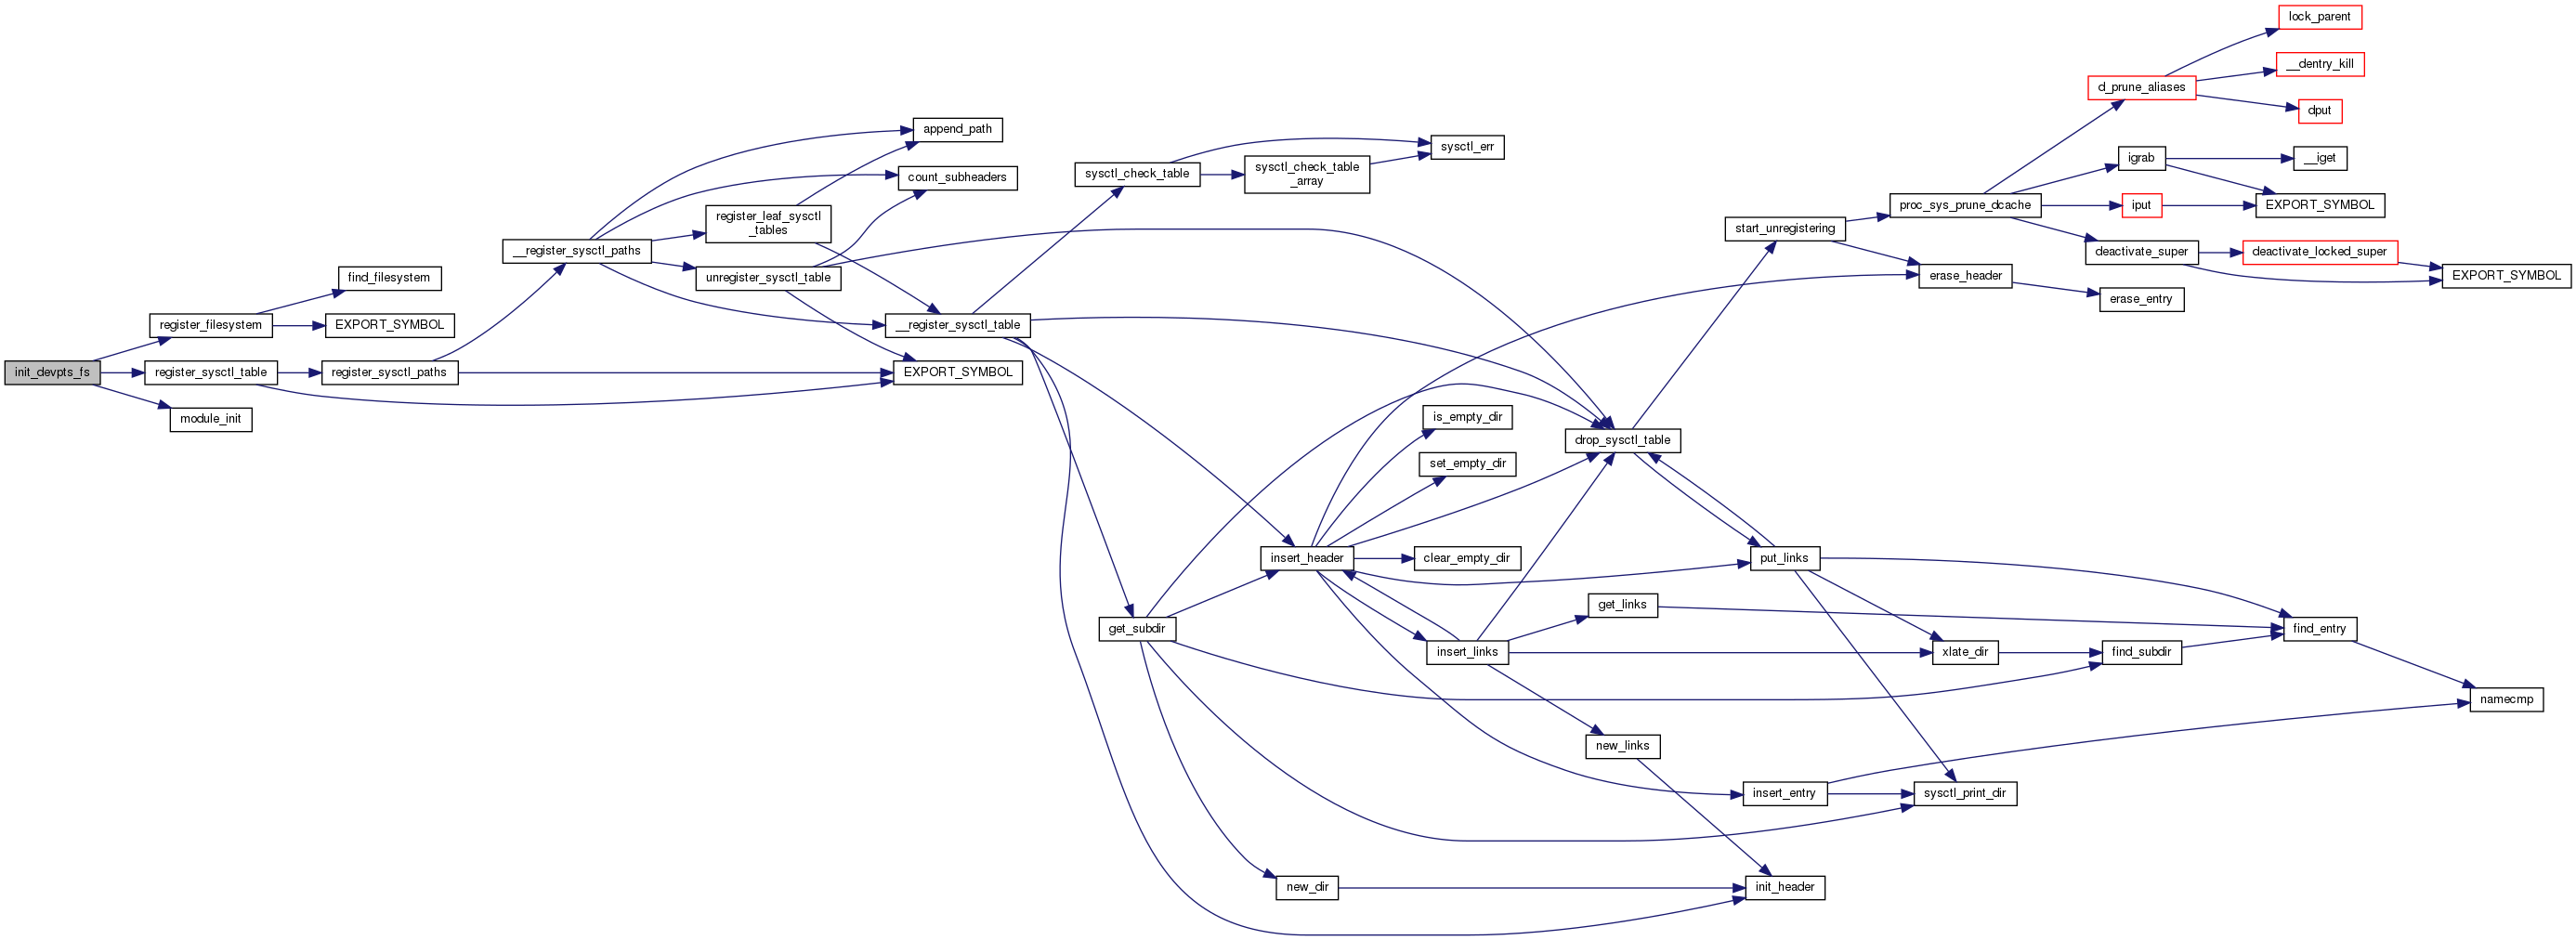 lock_parent
__dentry_kill
d_prune_aliases
dput
append_path
sysctl_err
igrab
__iget
sysctl_check_table
sysctl_check_table
_array
count_subheaders
proc_sys_prune_dcache
iput
EXPORT_SYMBOL
register_leaf_sysctl
_tables
start_unregistering
__register_sysctl_paths
deactivate_super
deactivate_locked_super
find_filesystem
unregister_sysctl_table
erase_header
EXPORT_SYMBOL
erase_entry
register_filesystem
EXPORT_SYMBOL
__register_sysctl_table
init_devpts_fs
register_sysctl_table
register_sysctl_paths
EXPORT_SYMBOL
module_init
is_empty_dir
drop_sysctl_table
set_empty_dir
insert_header
clear_empty_dir
put_links
get_links
get_subdir
find_entry
insert_links
xlate_dir
find_subdir
namecmp
new_links
insert_entry
sysctl_print_dir
new_dir
init_header